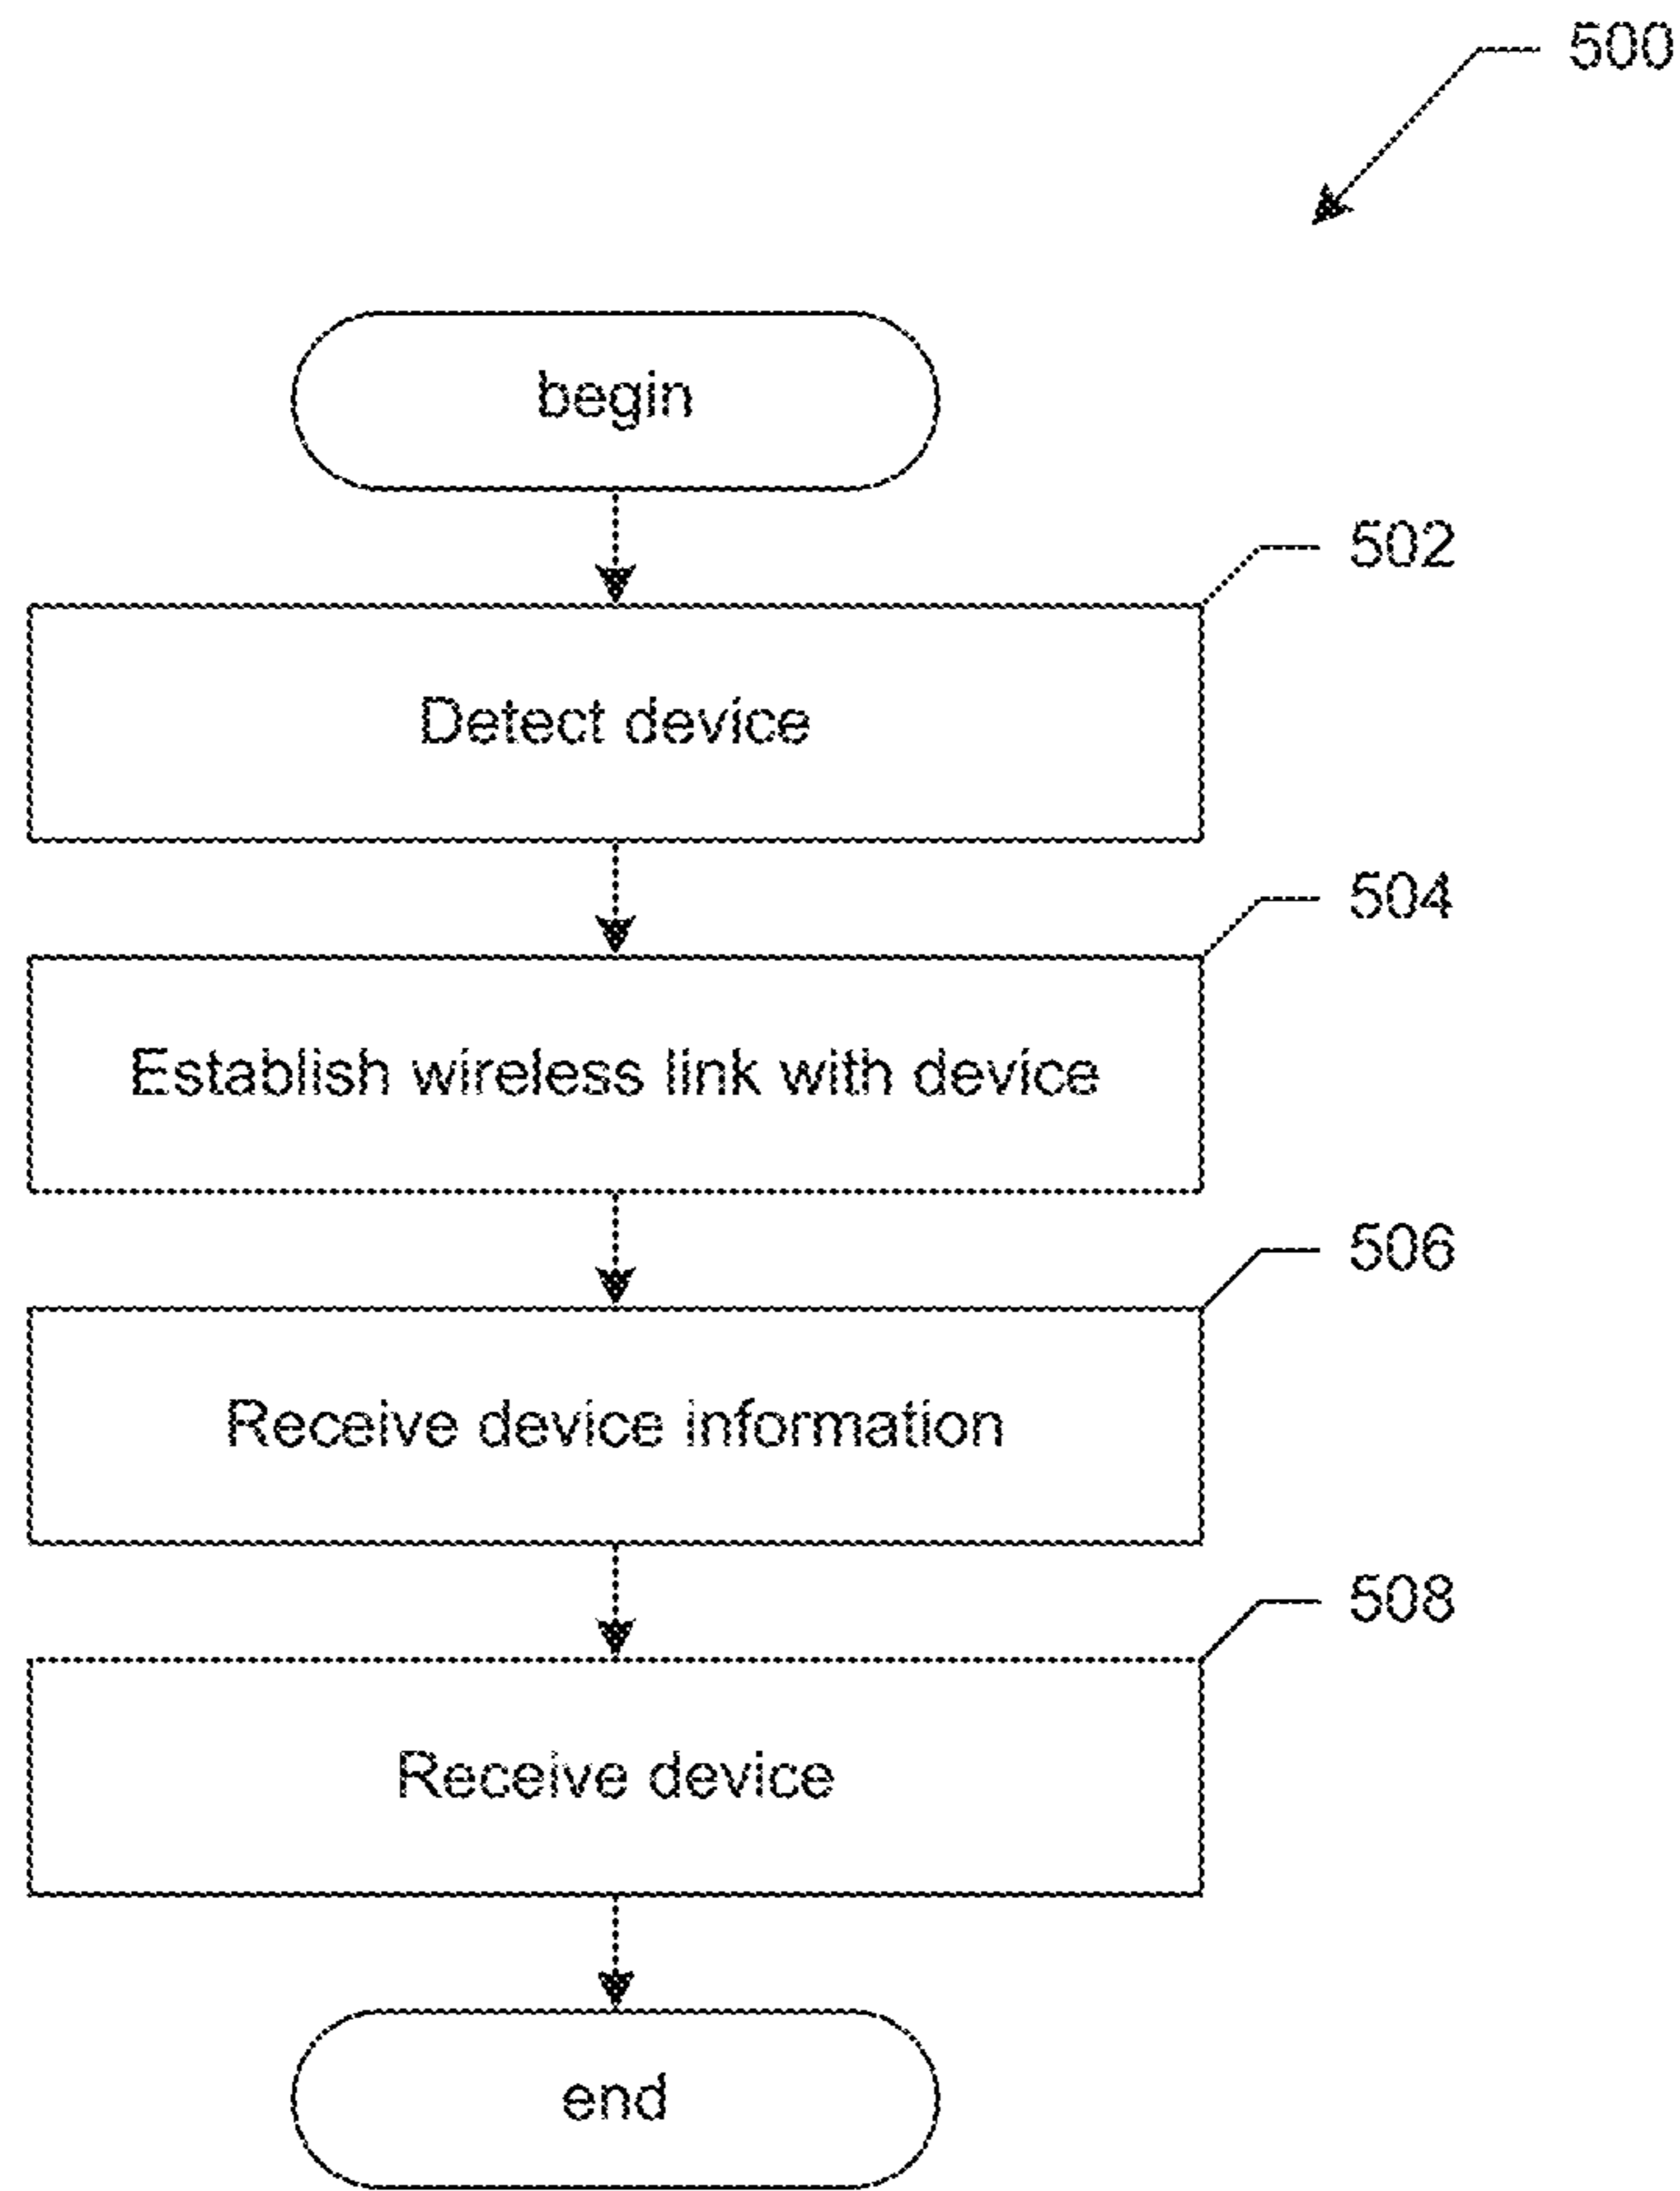 500
begin
502
Detect device
504
Establish wireless link with device
506
Receive device information
508
Receive device
end